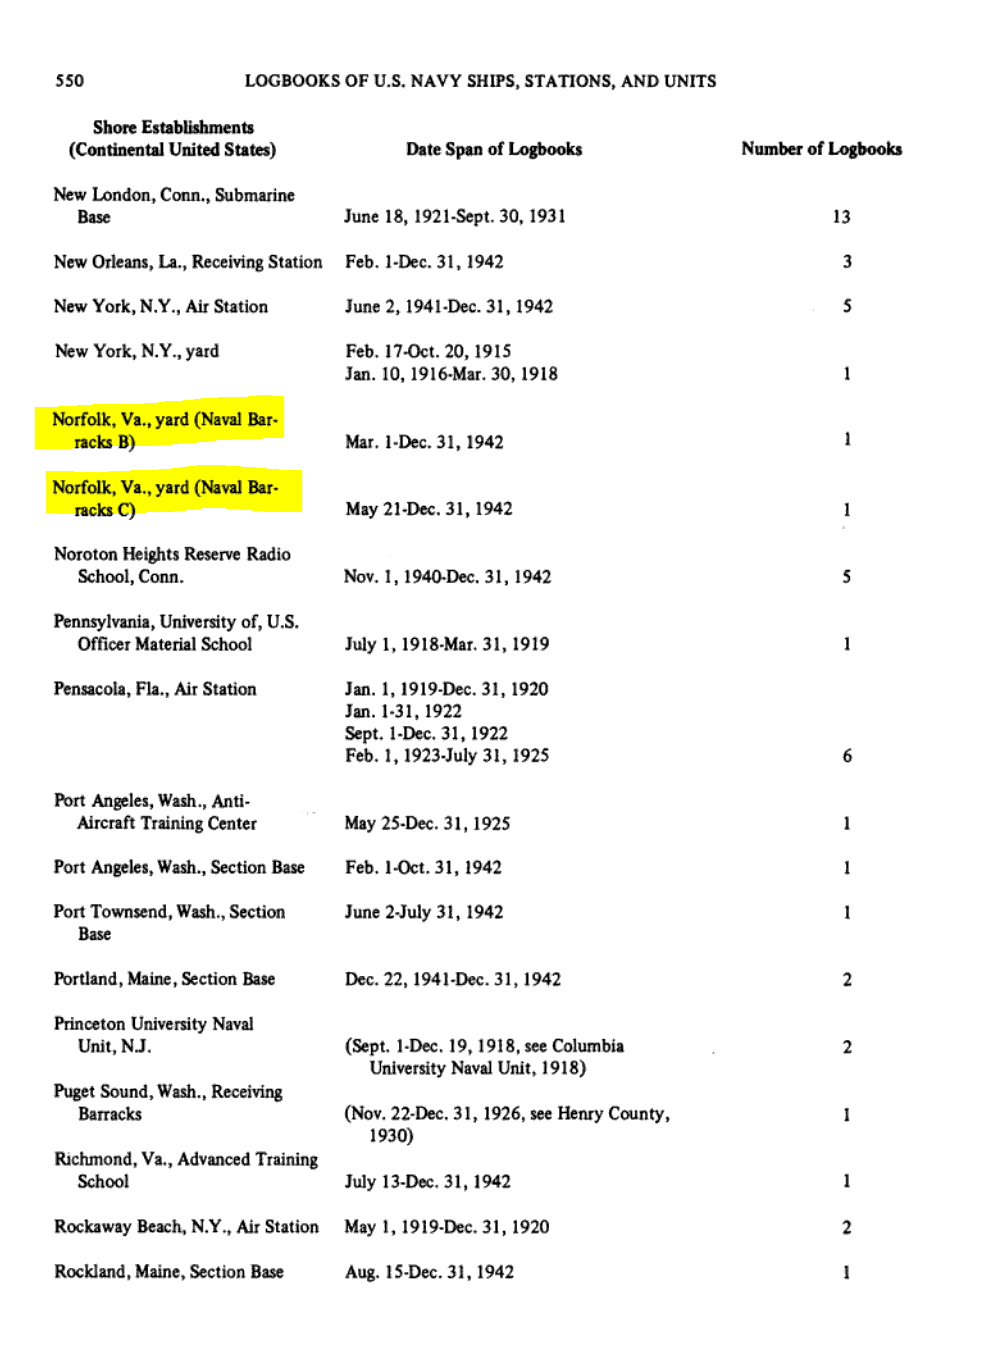 550 LOGBOOKS OF U.S. NAVY SHIPS, STATIONS, AND UNITS
Shore Establishments
(Continental United States) Date Span of Logbooks Number of Logbooks
New London, Conn., Submarine
Base June 18, 1921-Sept. 30, 1931 13
New Orleans, La., Receiving Station Feb. 1-Dec. 31, 1942 3
New York, N.Y., Air Station June 2, 1941-Dec. 31, 1942 5
New York, N.Y., yard Feb. 17-Oct. 20, 1915
Jan. 10, 1916-Mar. 30, 1918 1
Norfolk, Va., yard (Naval Bar-
racks B) Mar. 1-Dec. 31, 1942 1
Norfolk, Va., yard (Naval Bar-
racks C) May 21-Dec. 31, 1942 1
Noroton Heights Reserve Radio
School, Conn. Nov. 1, 1940-Dec. 31, 1942 5
Pennsylvania, University of, U.S.
Officer Material School July 1, 1918-Mar. 31, 1919 1
Pensacola, Fla., Air Station Jan. 1, 1919-Dec. 31, 1920
Jan. 1-31, 1922
Sept. 1-Dec. 31, 1922
Feb. 1, 1923-July 31, 1925 6
Port Angeles, Wash., Anti-
Aircraft Training Center May 25-Dec. 31, 1925 1
Port Angeles, Wash., Section Base Feb. 1-Oct. 31, 1942 1
Port Townsend, Wash., Section June 2-July 31, 1942 1
Base
Portland, Maine, Section Base Dec. 22, 1941-Dec. 31, 1942 2
Princeton University Naval
Unit, N.J. (Sept. 1-Dec. 19, 1918, see Columbia 2
University Naval Unit, 1918)
Puget Sound, Wash., Receiving
Barracks (Nov. 22-Dec. 31, 1926, see Henry County, 1
1930)
Richmond, Va., Advanced Training
School July 13-Dec. 31, 1942 1
Rockaway Beach, N.Y., Air Station May 1, 1919-Dec. 31, 1920 2
Rockland, Maine, Section Base Aug. 15-Dec. 31, 1942 1